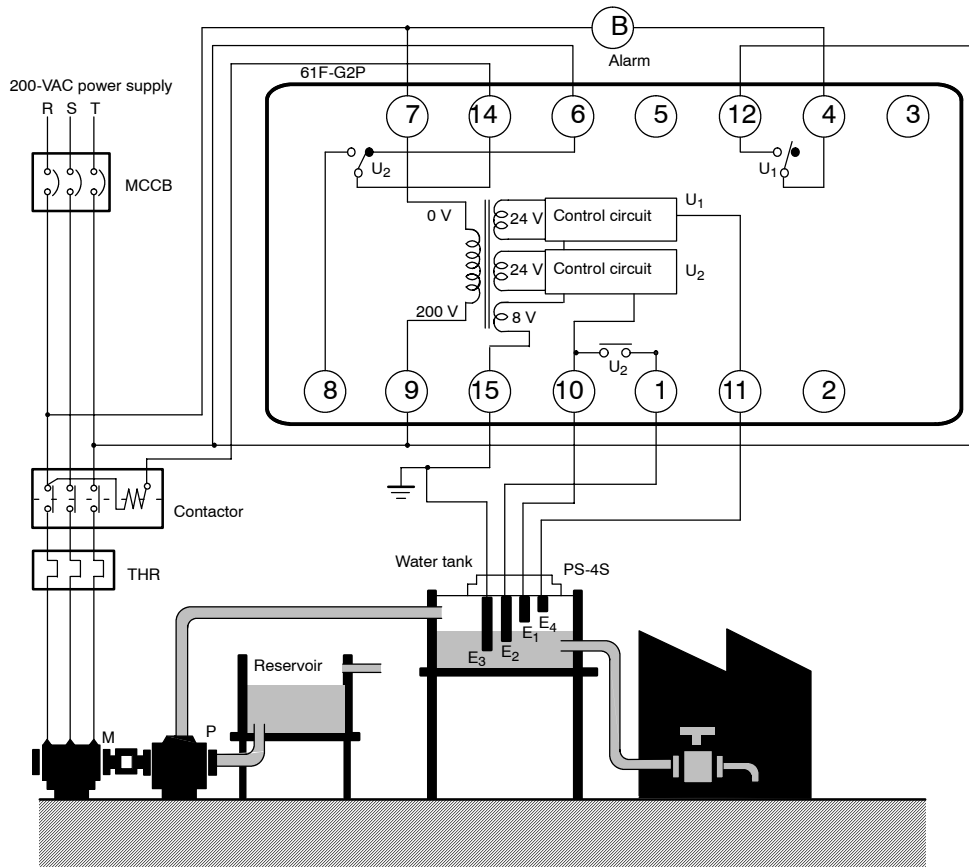 B
Alarm
61F-G2P
200-VAC power supply
R S T
7 14 6 5 12 4 3
MCCB
U2
U1
0 V
24 V
Control circuit
U1
24 V
Control circuit
U2
200 V
8 V
U2
8 9 15 10 1 11 2
Contactor
Water tank
PS-4S
THR
E4
E1
E2
E3
Reservoir
M
P